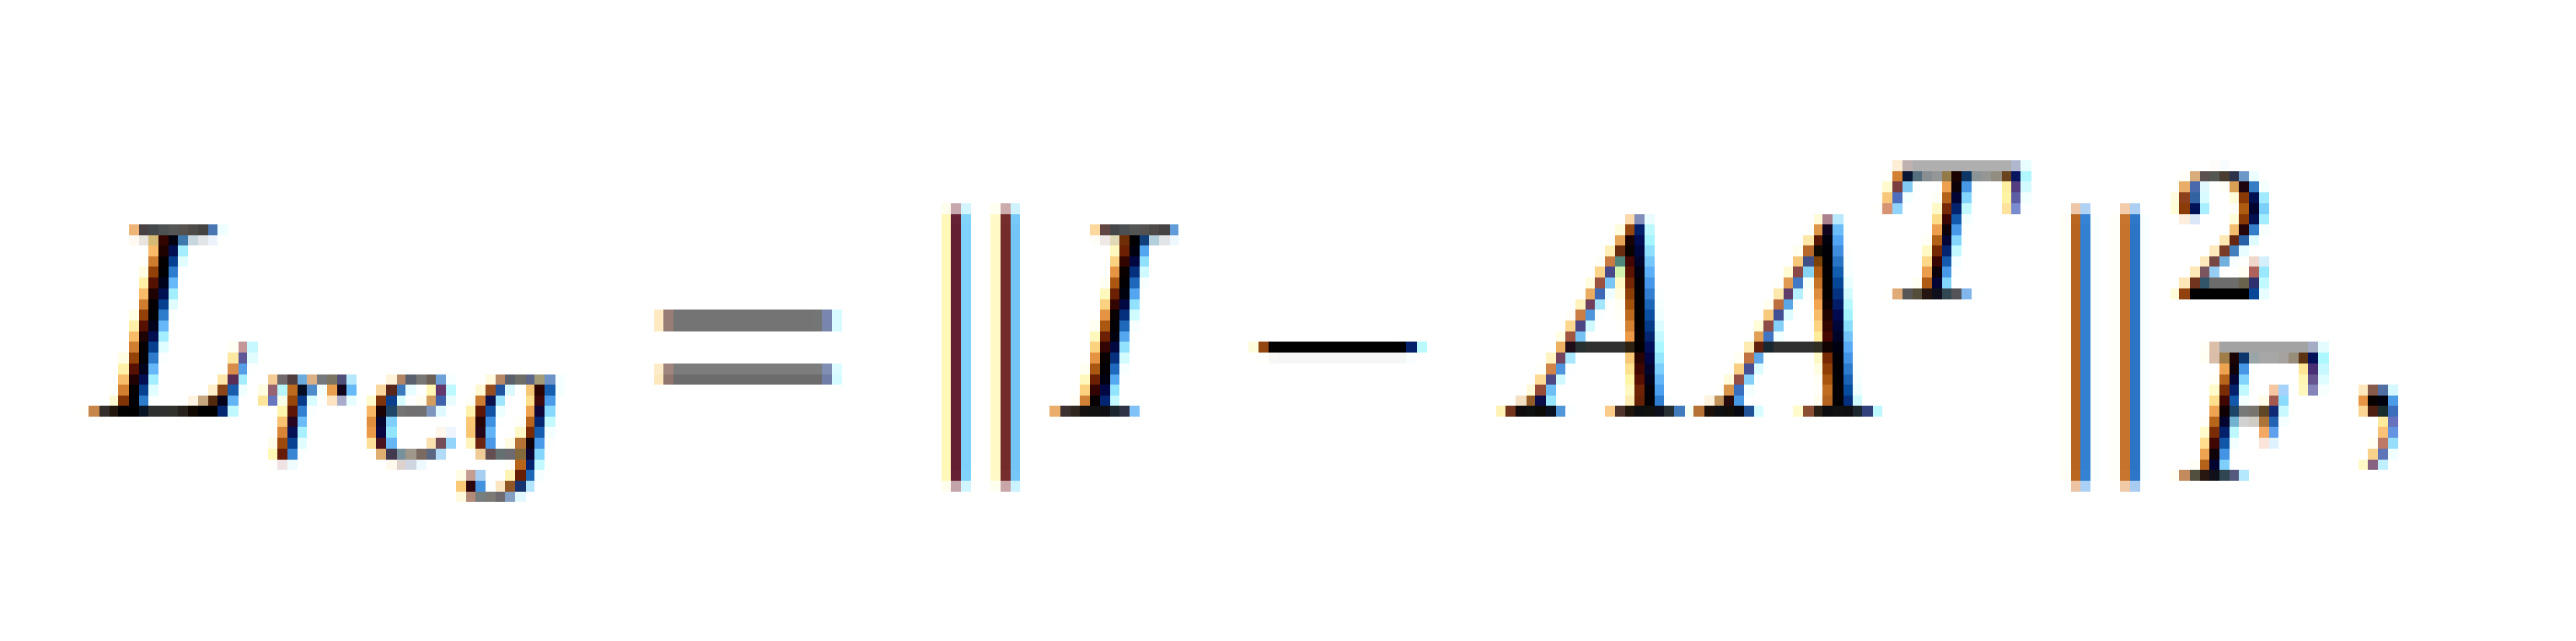 L_{reg} = \| I - AA^T \|_F^2,